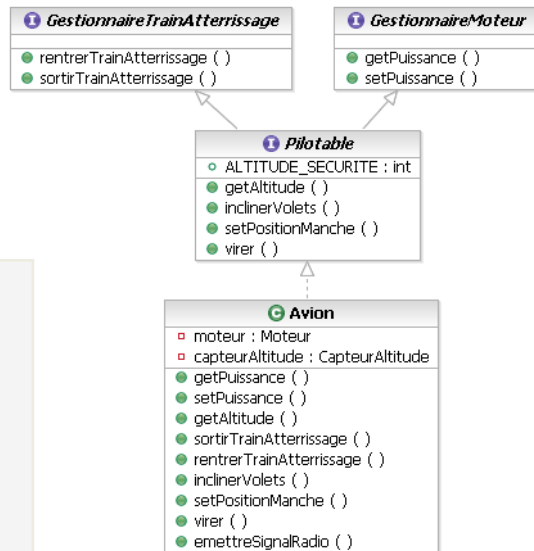 GestionnaireTrainAtterrissage
rentrerTrainAtterrissage ( )
sortirTrainAtterrissage ( )
GestionnaireMoteur
getPuissance ( )
setPuissance ( )
Pilotable
ALTITUDE_SECURITE : int
getAltitude ( )
inclinerVolets ( )
setPositionManche ( )
virer ( )
Avion
moteur : Moteur
capteurAltitude : CapteurAltitude
getPuissance ( )
setPuissance ( )
getAltitude ( )
sortirTrainAtterrissage ( )
rentrerTrainAtterrissage ( )
inclinerVolets ( )
setPositionManche ( )
virer ( )
emettreSignalRadio ( )